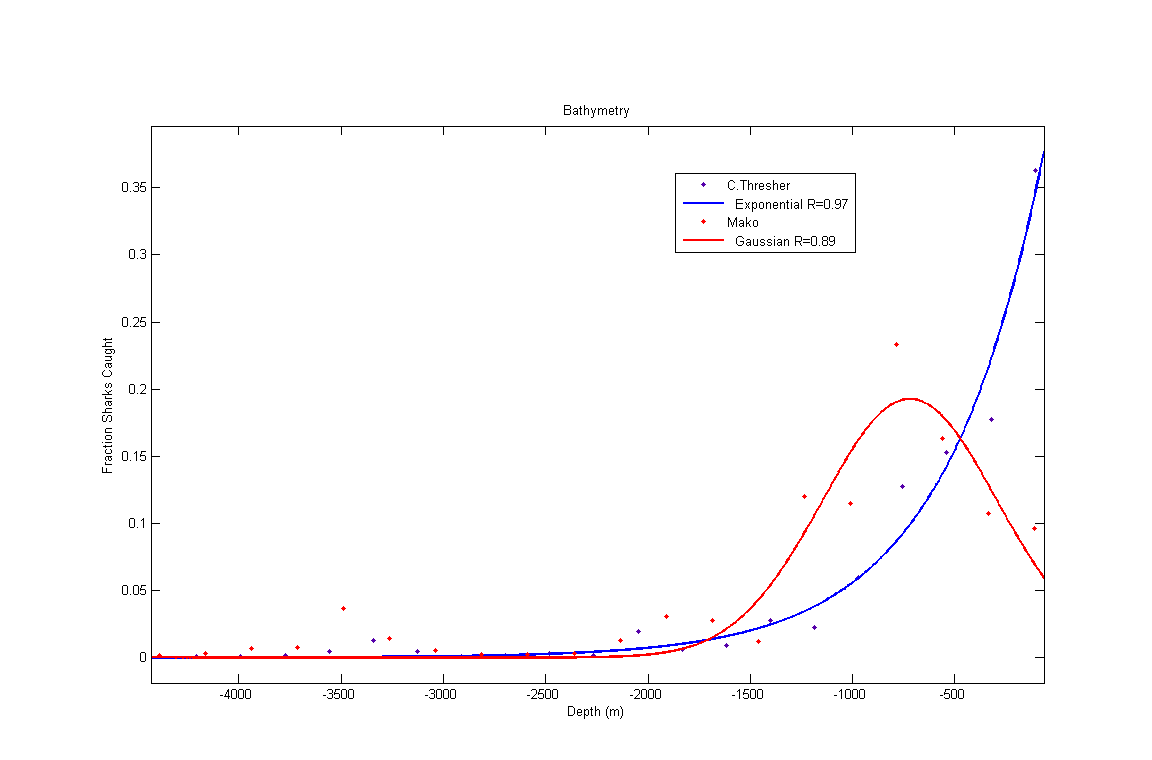 Bathymetry
C.Thresher
Exponential R=0.97
Mako
Gaussian R=0.89
0.35
0.3
0.25
0.2
0.15
0.1
0.05
0
Fraction Sharks Caught
-4000 -3500 -3000 -2500 -2000 -1500 -1000 -500
Depth (m)